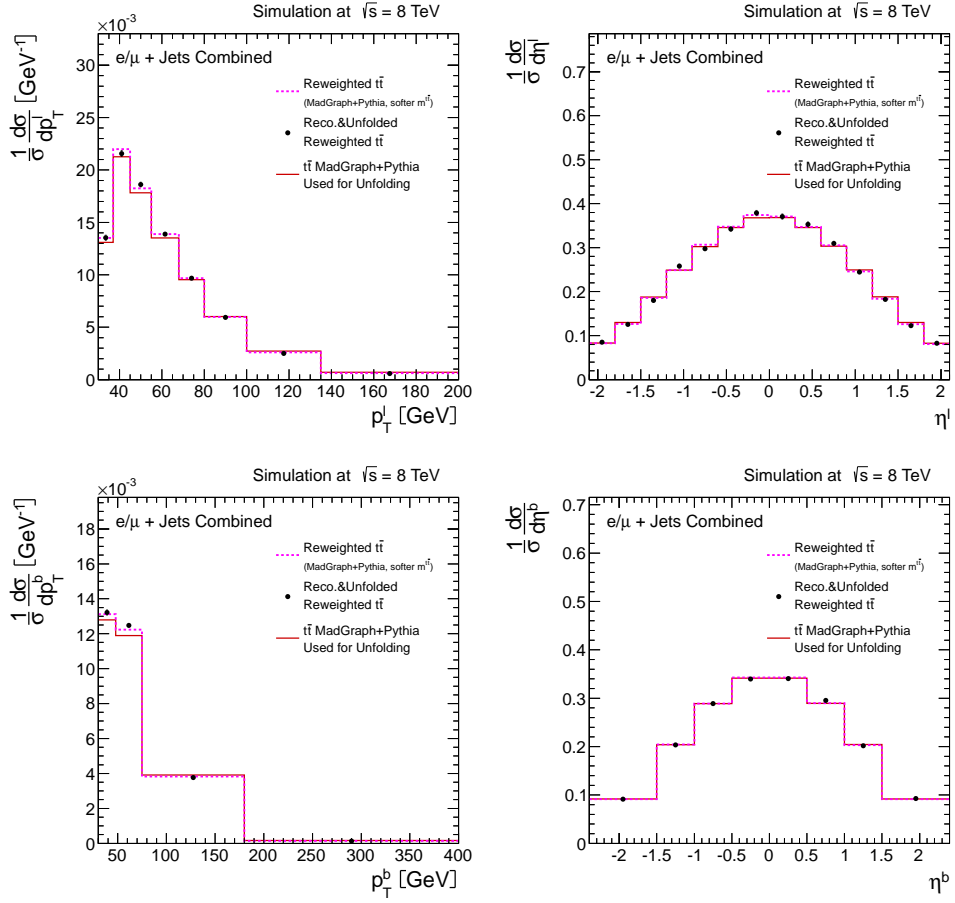 Simulation at √s = 8 TeV
×10⁻³
e/μ + Jets Combined
1/σ dσ/dp_T^l [GeV⁻¹]
Reweighted tt̄
(MadGraph+Pythia, softer m^tt̄)
Reco.&Unfolded
Reweighted tt̄
tt̄ MadGraph+Pythia
Used for Unfolding
30
25
20
15
10
5
0
40 60 80 100 120 140 160 180 200
p_T^l [GeV]
Simulation at √s = 8 TeV
e/μ + Jets Combined
1/σ dσ/dη^l
Reweighted tt̄
(MadGraph+Pythia, softer m^tt̄)
Reco.&Unfolded
Reweighted tt̄
tt̄ MadGraph+Pythia
Used for Unfolding
0.7
0.6
0.5
0.4
0.3
0.2
0.1
0
-2 -1.5 -1 -0.5 0 0.5 1 1.5 2
η^l
Simulation at √s = 8 TeV
×10⁻³
e/μ + Jets Combined
1/σ dσ/dp_T^b [GeV⁻¹]
Reweighted tt̄
(MadGraph+Pythia, softer m^tt̄)
Reco.&Unfolded
Reweighted tt̄
tt̄ MadGraph+Pythia
Used for Unfolding
18
16
14
12
10
8
6
4
2
0
50 100 150 200 250 300 350 400
p_T^b [GeV]
Simulation at √s = 8 TeV
e/μ + Jets Combined
1/σ dσ/dη^b
Reweighted tt̄
(MadGraph+Pythia, softer m^tt̄)
Reco.&Unfolded
Reweighted tt̄
tt̄ MadGraph+Pythia
Used for Unfolding
0.7
0.6
0.5
0.4
0.3
0.2
0.1
0
-2 -1.5 -1 -0.5 0 0.5 1 1.5 2
η^b